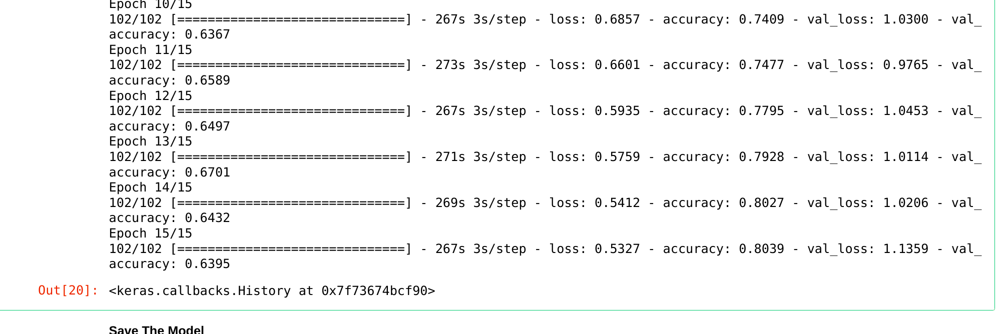 Epoch 10/15
102/102 [==============================] - 267s 3s/step - loss: 0.6857 - accuracy: 0.7409 - val_loss: 1.0300 - val_
accuracy: 0.6367
Epoch 11/15
102/102 [==============================] - 273s 3s/step - loss: 0.6601 - accuracy: 0.7477 - val_loss: 0.9765 - val_
accuracy: 0.6589
Epoch 12/15
102/102 [==============================] - 267s 3s/step - loss: 0.5935 - accuracy: 0.7795 - val_loss: 1.0453 - val_
accuracy: 0.6497
Epoch 13/15
102/102 [==============================] - 271s 3s/step - loss: 0.5759 - accuracy: 0.7928 - val_loss: 1.0114 - val_
accuracy: 0.6701
Epoch 14/15
102/102 [==============================] - 269s 3s/step - loss: 0.5412 - accuracy: 0.8027 - val_loss: 1.0206 - val_
accuracy: 0.6432
Epoch 15/15
102/102 [==============================] - 267s 3s/step - loss: 0.5327 - accuracy: 0.8039 - val_loss: 1.1359 - val_
accuracy: 0.6395
Out[20]: <keras.callbacks.History at 0x7f73674bcf90>
Save The Model